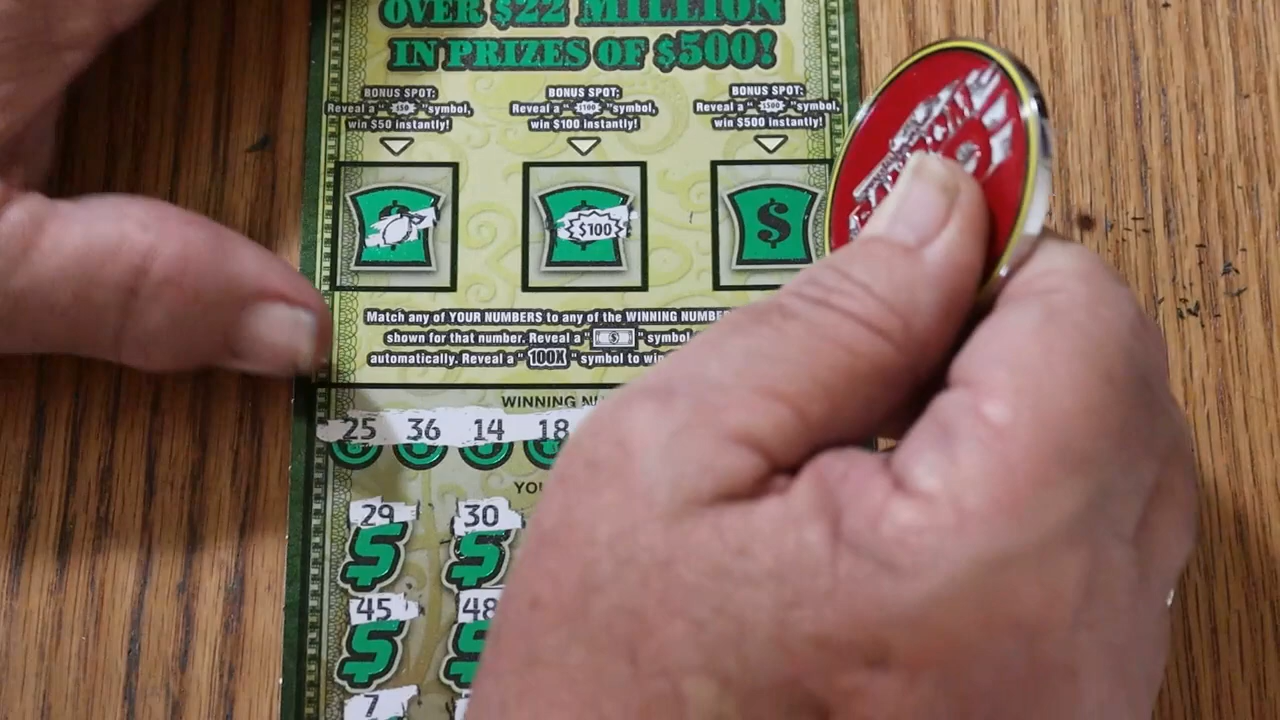 OVER $22 MILLION
IN PRIZES OF $500!
BONUS SPOT:
Reveal a "$50" symbol,
win $50 instantly!
BONUS SPOT:
Reveal a "$100" symbol,
win $100 instantly!
BONUS SPOT:
Reveal a "$500" symbol,
win $500 instantly!
$
$100
$
Match any of YOUR NUMBERS to any of the WINNING
shown for that number. Reveal a "$" symbol
automatically. Reveal a "100X" symbol to win
WINNING
25 36 14 18
29 30
$ $
45 48
$ $
7